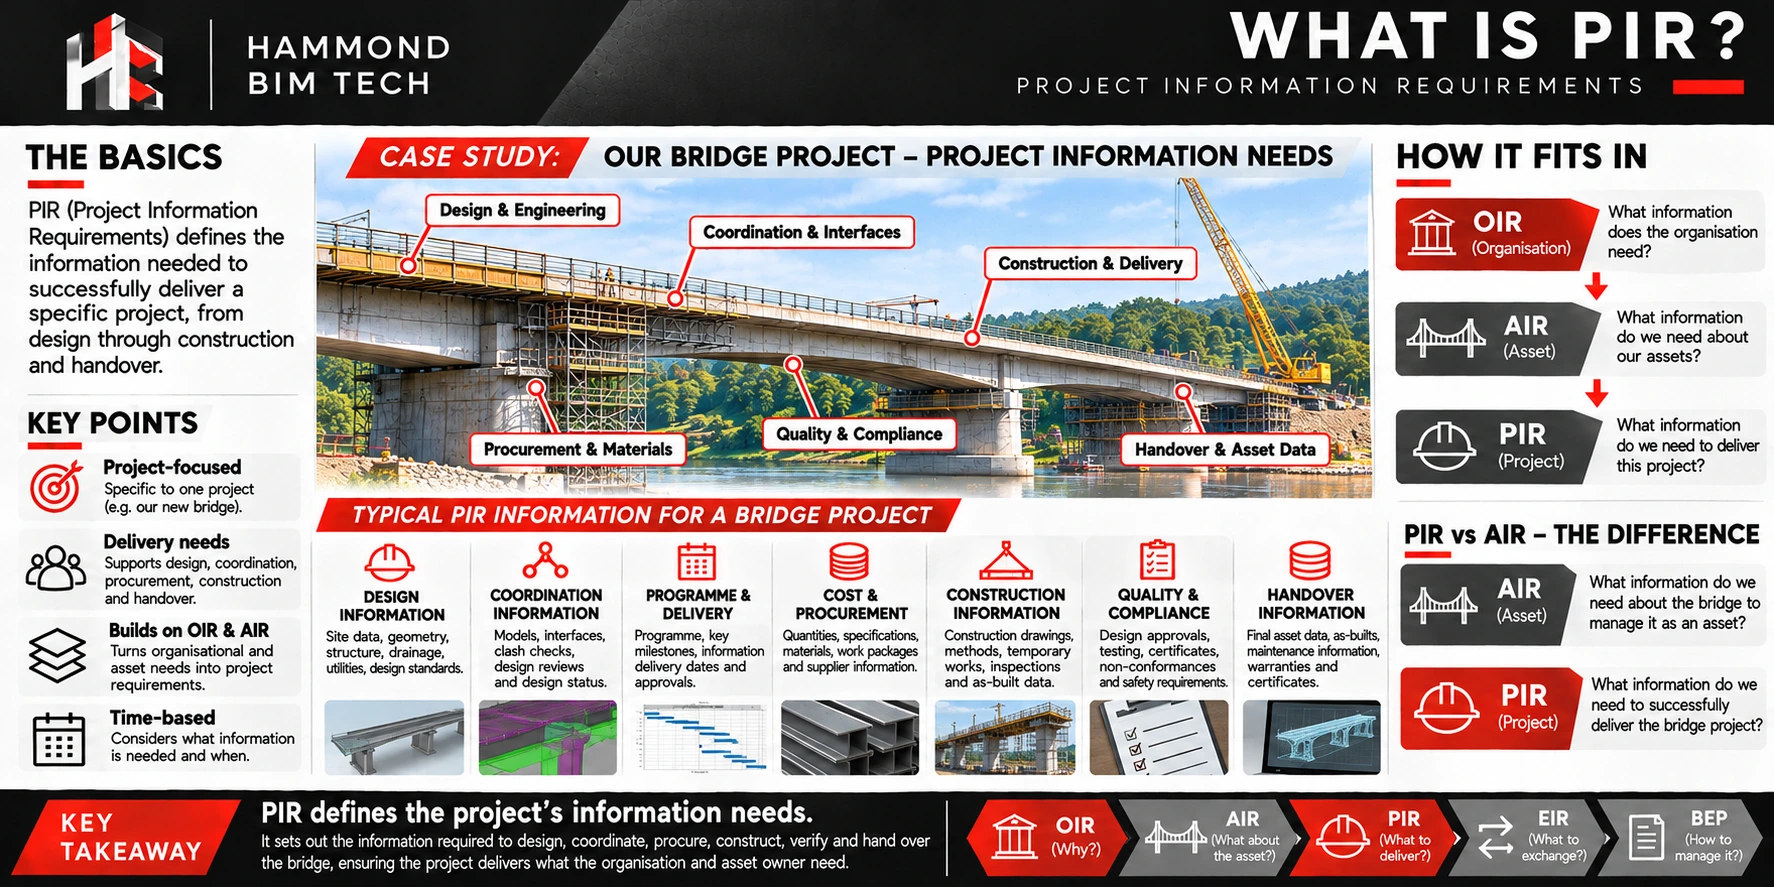 HAMMOND
BIM TECH
WHAT IS PIR?
PROJECT INFORMATION REQUIREMENTS
THE BASICS
PIR (Project Information
Requirements) defines the
information needed to
successfully deliver a
specific project, from
design through construction
and handover.
KEY POINTS
Project-focused
Specific to one project
(e.g. our new bridge).
Delivery needs
Supports design, coordination,
procurement, construction
and handover.
Builds on OIR & AIR
Turns organisational and
asset needs into project
requirements.
Time-based
Considers what information
is needed and when.
CASE STUDY:
OUR BRIDGE PROJECT – PROJECT INFORMATION NEEDS
Design & Engineering
Coordination & Interfaces
Construction & Delivery
Procurement & Materials
Quality & Compliance
Handover & Asset Data
TYPICAL PIR INFORMATION FOR A BRIDGE PROJECT
DESIGN
INFORMATION
Site data, geometry,
structure, drainage,
utilities, design standards.
COORDINATION
INFORMATION
Models, interfaces,
clash checks,
design reviews
and design status.
PROGRAMME &
DELIVERY
Programme, key
milestones, information
delivery dates and
approvals.
COST &
PROCUREMENT
Quantities, specifications,
materials, work packages
and supplier information.
CONSTRUCTION
INFORMATION
Construction drawings,
methods, temporary
works, inspections
and as-built data.
QUALITY &
COMPLIANCE
Design approvals,
testing, certificates,
non-conformances
and safety requirements.
HANDOVER
INFORMATION
Final asset data, as-builts,
maintenance information,
warranties and
certificates.
HOW IT FITS IN
OIR
(Organisation)
What information
does the organisation
need?
AIR
(Asset)
What information
do we need about
our assets?
PIR
(Project)
What information
do we need to deliver
this project?
PIR vs AIR – THE DIFFERENCE
AIR
(Asset)
What information do we
need about the bridge to
manage it as an asset?
PIR
(Project)
What information do we
need to successfully
deliver the bridge project?
KEY
TAKEAWAY
PIR defines the project's information needs.
It sets out the information required to design, coordinate, procure, construct, verify and hand over
the bridge, ensuring the project delivers what the organisation and asset owner need.
OIR
(Why?)
AIR
(What about
the asset?)
PIR
(What to
deliver?)
EIR
(What to
exchange?)
BEP
(How to
manage it?)